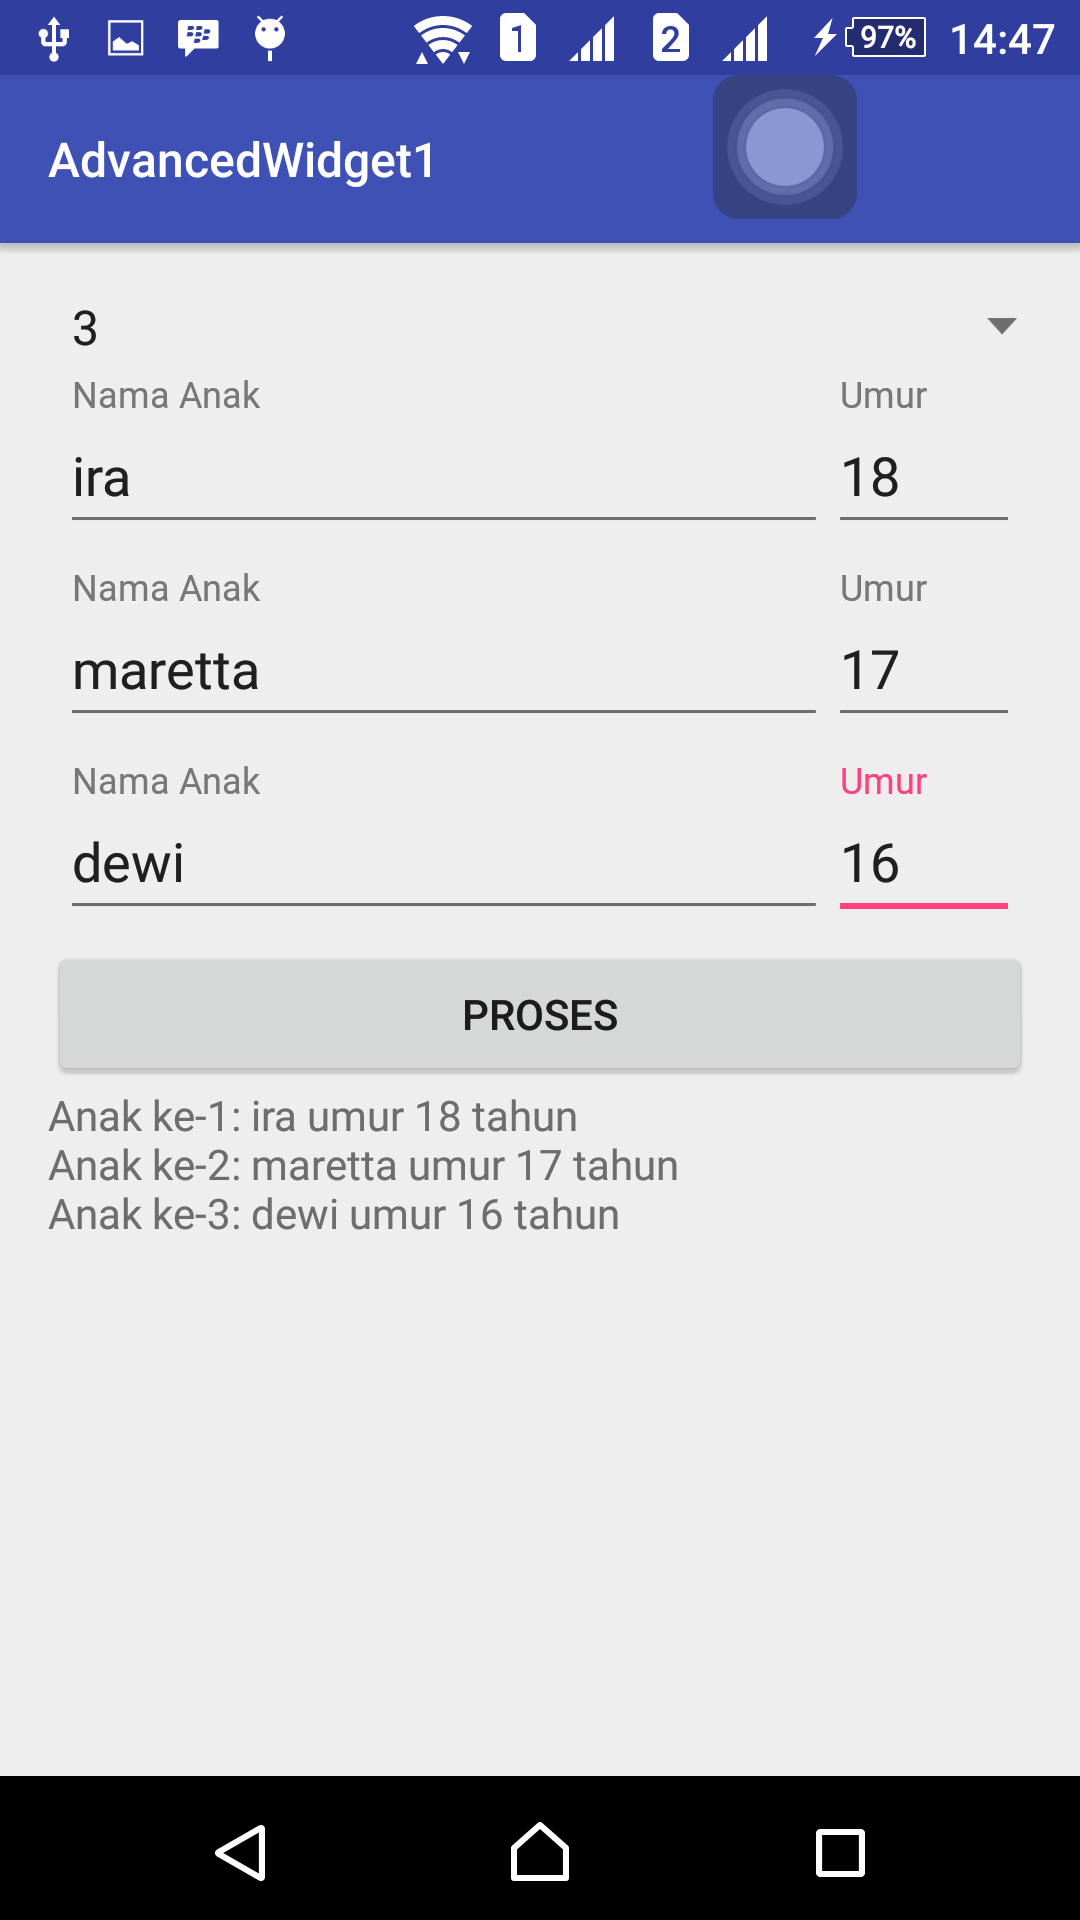 1 2 97% 14:47
AdvancedWidget1
3
Nama Anak Umur
ira 18
Nama Anak Umur
maretta 17
Nama Anak Umur
dewi 16
PROSES
Anak ke-1: ira umur 18 tahun
Anak ke-2: maretta umur 17 tahun
Anak ke-3: dewi umur 16 tahun